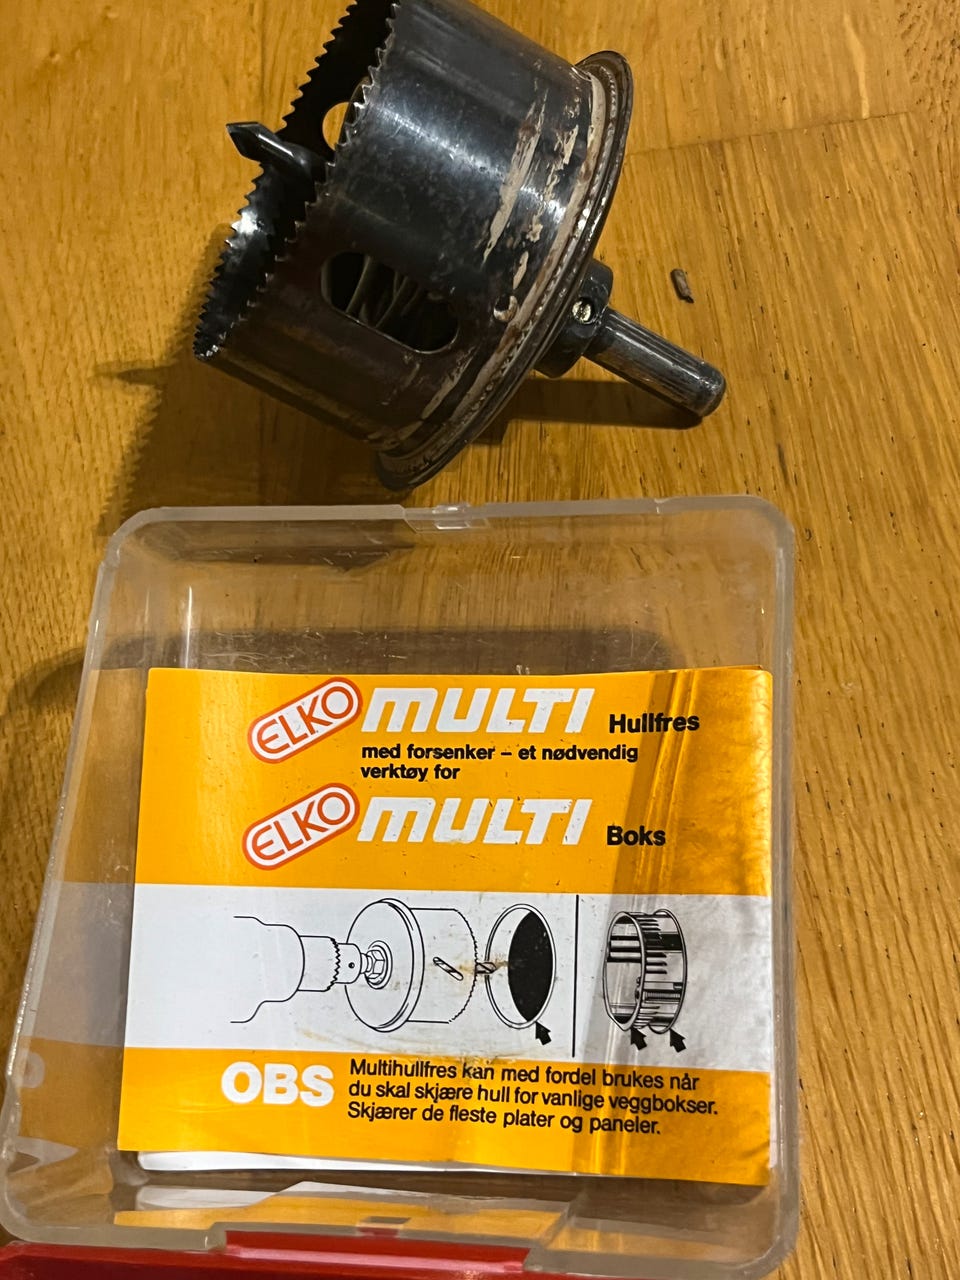 ELKO MULTI Hullfres
med forsenker – et nødvendig
verktøy for
ELKO MULTI Boks
OBS
Multihullfres kan med fordel brukes når
du skal skjære hull for vanlige veggbokser.
Skjærer de fleste plater og paneler.